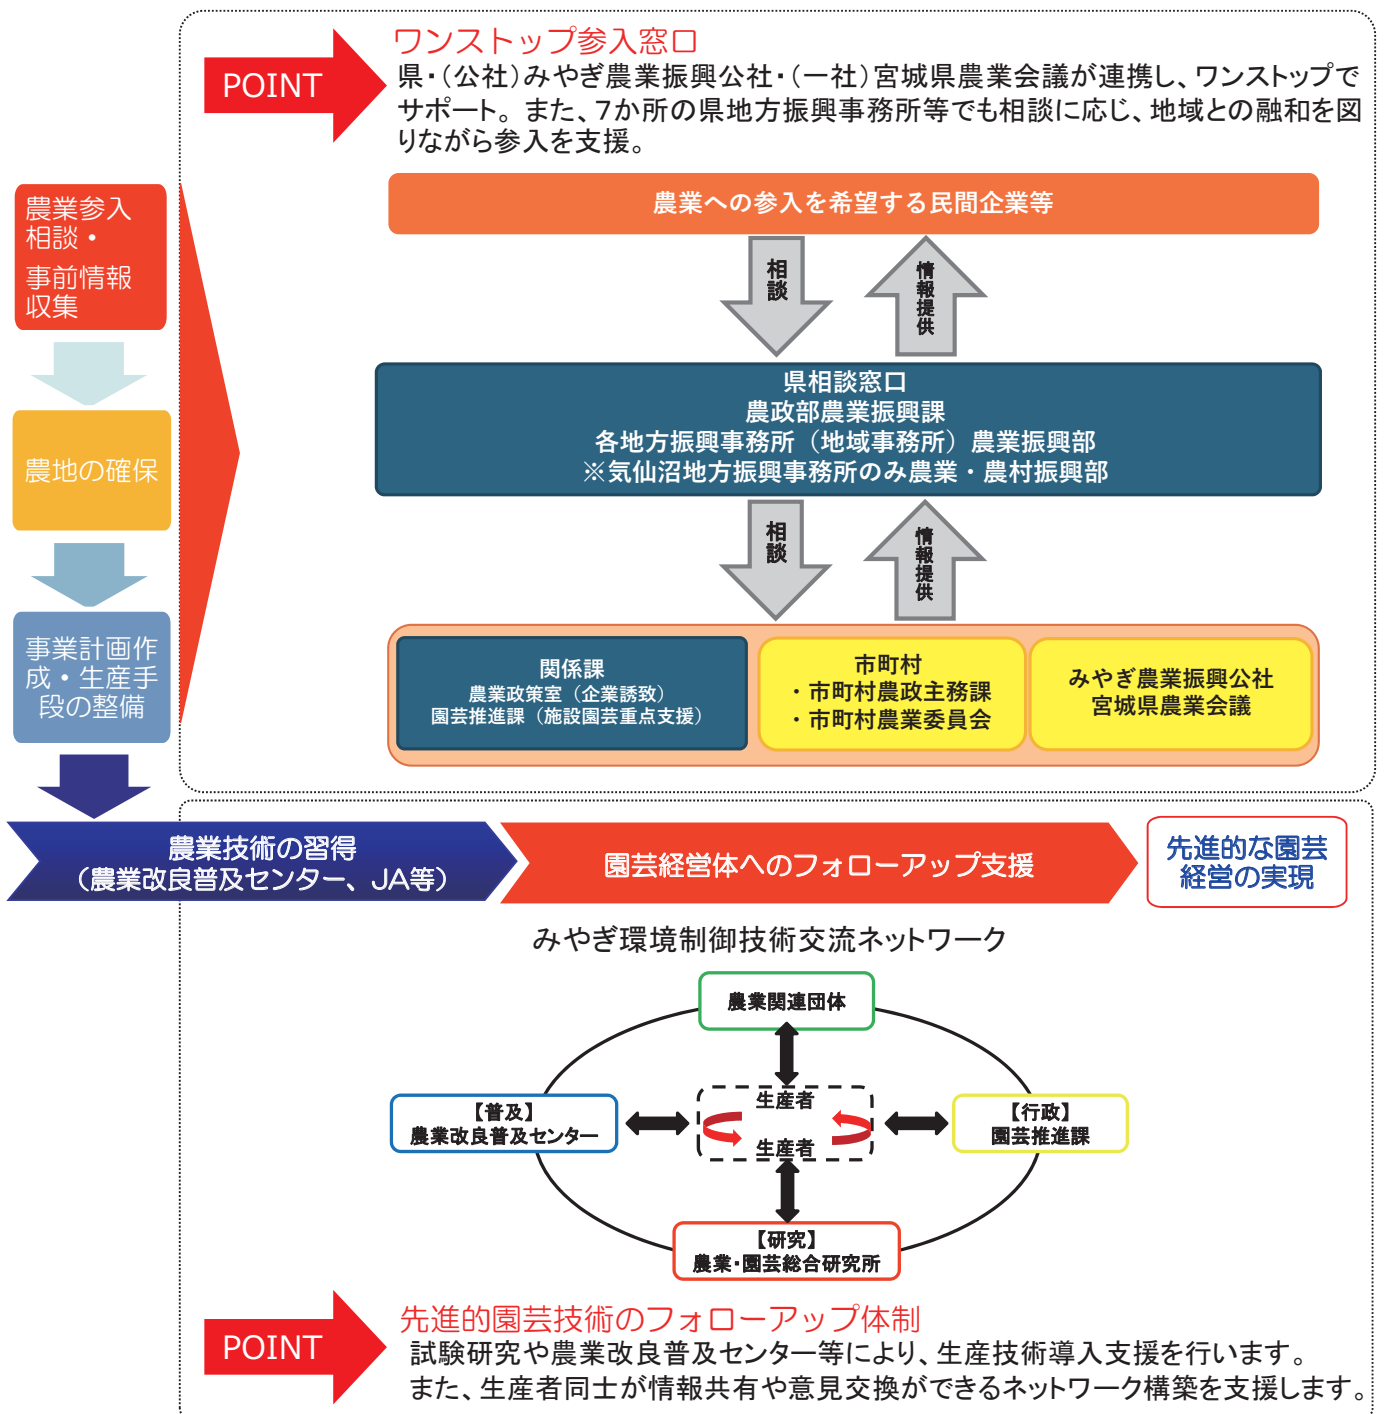 POINT
ワンストップ参入窓口
県・(公社)みやぎ農業振興公社・(一社)宮城県農業会議が連携し、ワンストップで
サポート。また、7か所の県地方振興事務所等でも相談に応じ、地域との融和を図
りながら参入を支援。
農業参入
相談・
事前情報
収集
農地の確保
事業計画作
成・生産手
段の整備
農業への参入を希望する民間企業等
相談
情報提供
県相談窓口
農政部農業振興課
各地方振興事務所（地域事務所）農業振興部
※気仙沼地方振興事務所のみ農業・農村振興部
相談
情報提供
関係課
農業政策室（企業誘致）
園芸推進課（施設園芸重点支援）
市町村
・市町村農政主務課
・市町村農業委員会
みやぎ農業振興公社
宮城県農業会議
農業技術の習得
（農業改良普及センター、JA等）
園芸経営体へのフォローアップ支援
先進的な園芸
経営の実現
みやぎ環境制御技術交流ネットワーク
農業関連団体
【普及】
農業改良普及センター
生産者
生産者
【行政】
園芸推進課
【研究】
農業・園芸総合研究所
POINT
先進的園芸技術のフォローアップ体制
試験研究や農業改良普及センター等により、生産技術導入支援を行います。
また、生産者同士が情報共有や意見交換ができるネットワーク構築を支援します。